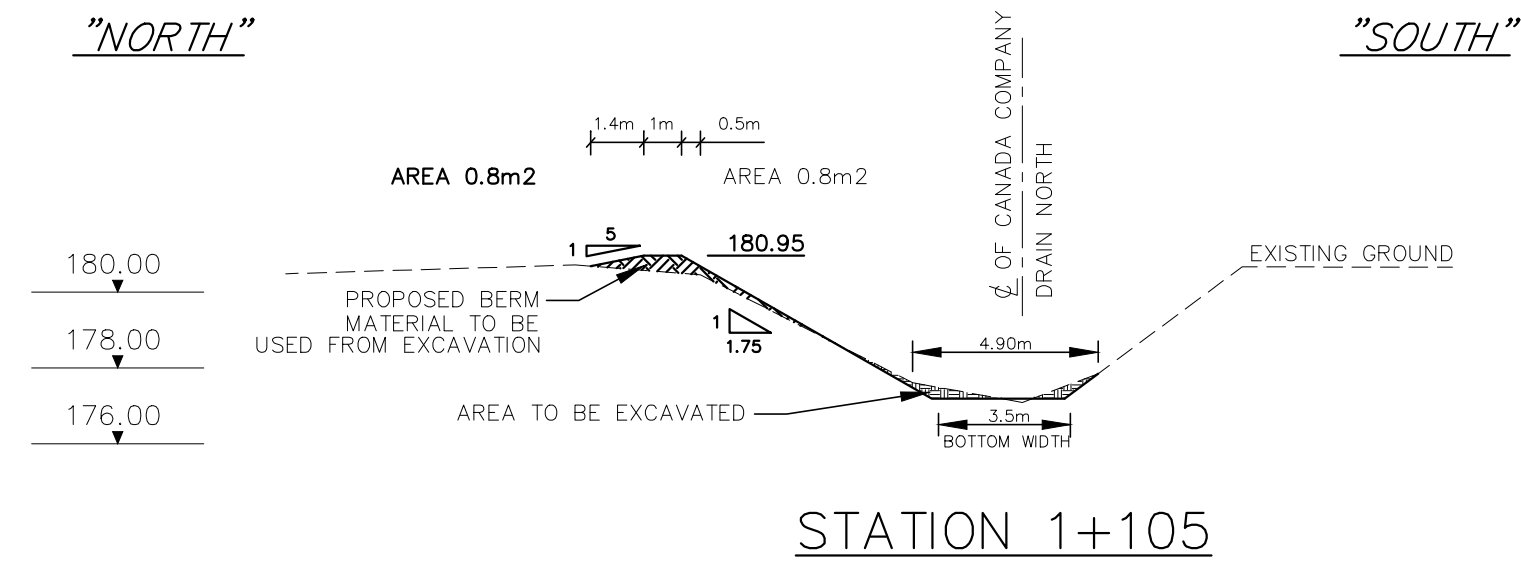 "NORTH"
"SOUTH"
℄ OF CANADA COMPANY
DRAIN NORTH
1.4m 1m 0.5m
AREA 0.8m2 AREA 0.8m2
1 5
180.95
EXISTING GROUND
180.00
178.00
176.00
PROPOSED BERM
MATERIAL TO BE
USED FROM EXCAVATION
1
1.75
4.90m
AREA TO BE EXCAVATED
3.5m
BOTTOM WIDTH
STATION 1+105